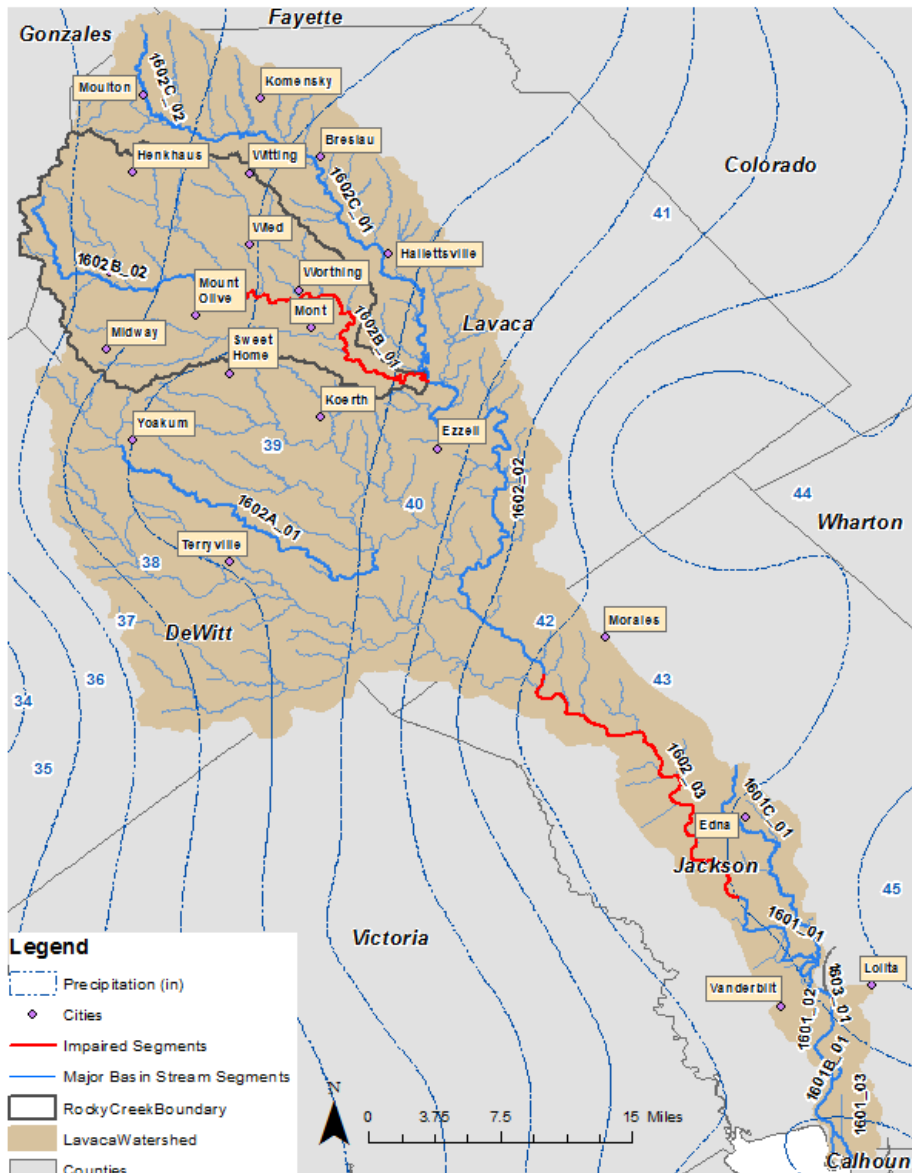 Fayette
Gonzales
Komensky
Moulton
1602C_02
Breslau
Colorado
Henkhaus
Witting
1602C_01
41
Wied
Hallettsville
1602B_02
Worthing
Mount
Olive
Mont
1602B_01
Lavaca
Midway
Sweet
Home
Koerth
Yoakum
Ezzell
39
1602_02
40
44
1602A_01
Wharton
Terryville
38
37
42
Morales
DeWitt
36
43
34
35
1602_03
1601C_01
Edna
Jackson
45
1601_01
Victoria
Legend
Precipitation (in)
Cities
Impaired Segments
Major Basin Stream Segments
RockyCreekBoundary
LavacaWatershed
Counties
Lolita
Vanderbilt
1603_01
1601_02
1601B_01
1601_03
N
0 3.75 7.5 15 Miles
Calhoun